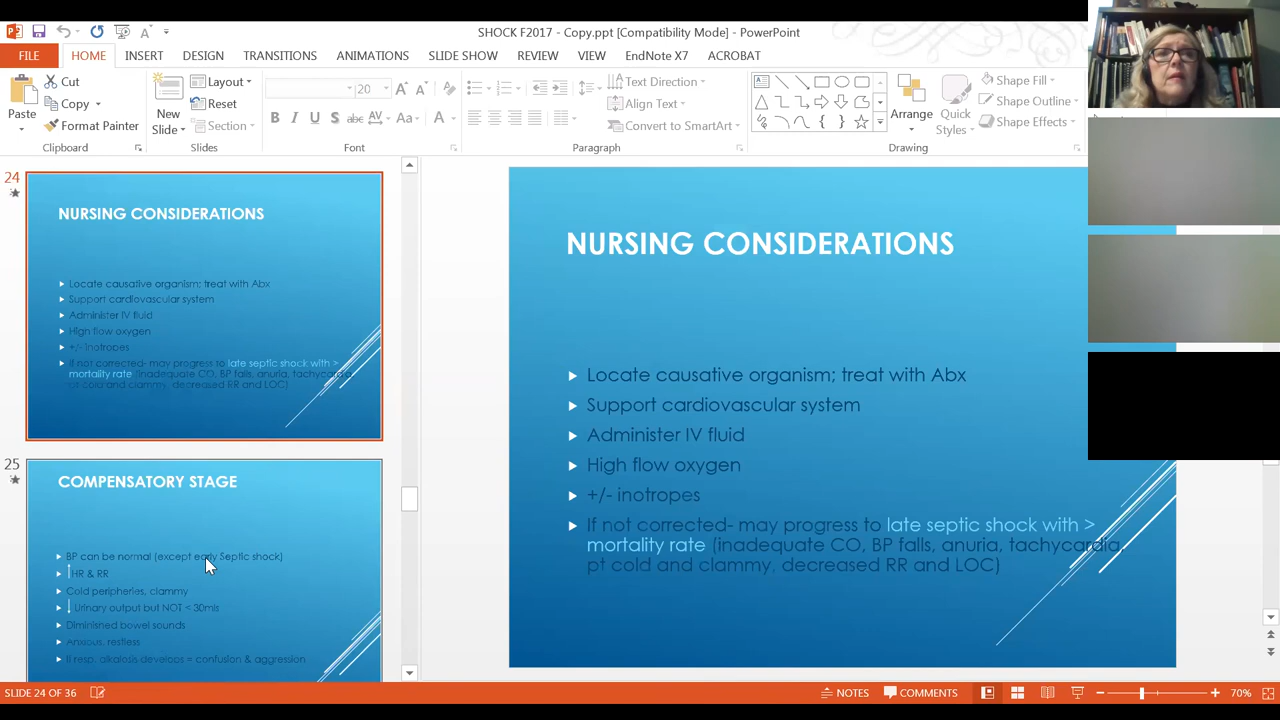 SHOCK F2017 - Copy.ppt [Compatibility Mode] - PowerPoint
FILE HOME INSERT DESIGN TRANSITIONS ANIMATIONS SLIDE SHOW REVIEW VIEW EndNote X7 ACROBAT
Paste
Cut
Copy
Format Painter
Clipboard
New Slide
Layout
Reset
Section
Slides
20
B I U S abc AV Aa A
Font
Text Direction
Align Text
Convert to SmartArt
Paragraph
Arrange
Quick Styles
Shape Fill
Shape Outline
Shape Effects
Drawing
24
NURSING CONSIDERATIONS
Locate causative organism; treat with Abx
Support cardiovascular system
Administer IV fluid
High flow oxygen
+/- inotropes
If not corrected- may progress to late septic shock with >
mortality rate (inadequate CO, BP falls, anuria, tachycardia,
pt cold and clammy, decreased RR and LOC)
25
COMPENSATORY STAGE
BP can be normal (except early Septic shock)
↑HR & RR
Cold peripheries, clammy
↓ Urinary output but NOT < 30mls
Diminished bowel sounds
Anxious, restless
If resp. alkalosis develops = confusion & aggression
NURSING CONSIDERATIONS
Locate causative organism; treat with Abx
Support cardiovascular system
Administer IV fluid
High flow oxygen
+/- inotropes
If not corrected- may progress to late septic shock with >
mortality rate (inadequate CO, BP falls, anuria, tachycardia,
pt cold and clammy, decreased RR and LOC)
SLIDE 24 OF 36
NOTES
COMMENTS
70%